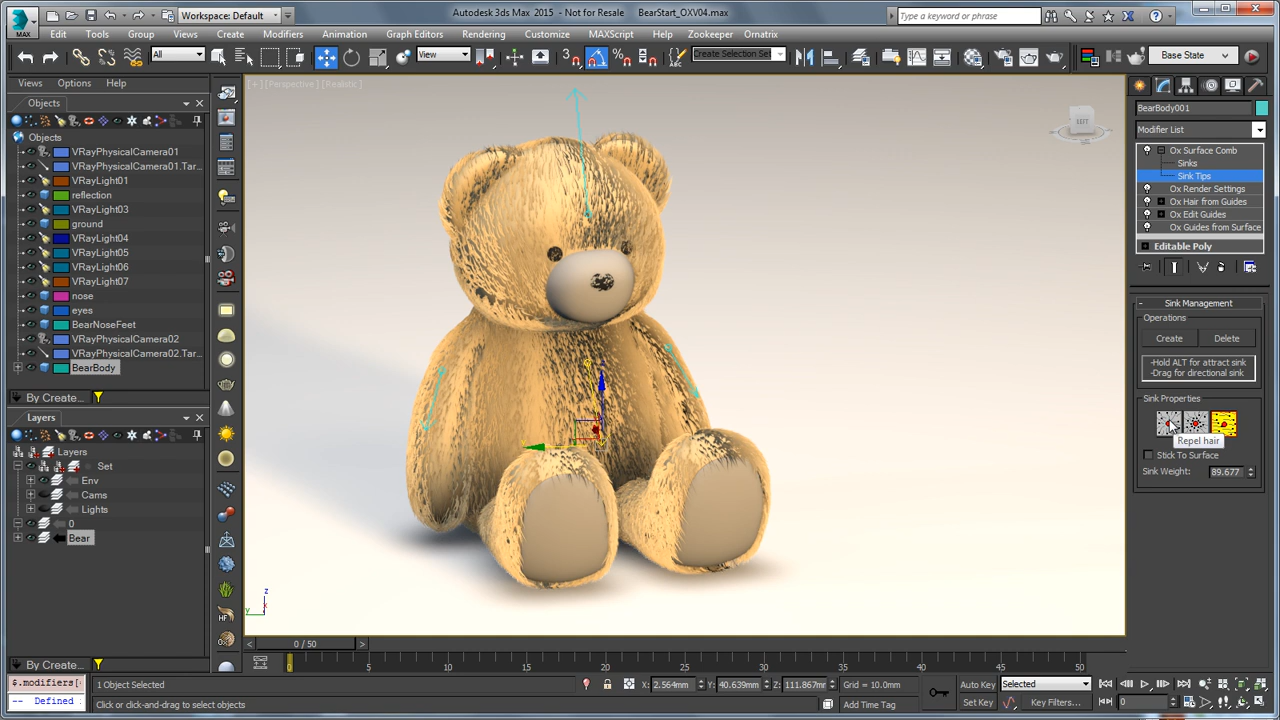 Workspace: Default
Autodesk 3ds Max 2015 - Not for Resale    BearStart_OXV04.max
Type a keyword or phrase
MAX
Edit Tools Group Views Create Modifiers Animation Graph Editors Rendering Customize MAXScript Help Zookeeper Ornatrix
All
View
3
Create Selection Set
Base State
Views Options Help
[+] [Perspective] [Realistic]
LEFT
Objects
Objects
VRayPhysicalCamera01
VRayPhysicalCamera01.Tar...
VRayLight01
reflection
VRayLight03
ground
VRayLight04
VRayLight05
VRayLight06
VRayLight07
nose
eyes
BearNoseFeet
VRayPhysicalCamera02
VRayPhysicalCamera02.Tar...
BearBody
By Create...
Layers
Layers
Set
Env
Cams
Lights
0
Bear
By Create...
BearBody001
Modifier List
Ox Surface Comb
Sinks
Sink Tips
Ox Render Settings
Ox Hair from Guides
Ox Edit Guides
Ox Guides from Surface
Editable Poly
Sink Management
Operations
Create Delete
-Hold ALT for attract sink
-Drag for directional sink
Sink Properties
Repel hair
Stick To Surface
Sink Weight: 89.677
z
y
x
0 / 50
0 5 10 15 20 25 30 35 40 45 50
$.modifiers[
-- Defined
1 Object Selected
X: 2.564mm Y: 40.639mm Z: 111.867m
Grid = 10.0mm
Auto Key Selected
Click or click-and-drag to select objects
Add Time Tag
Set Key Key Filters... 0